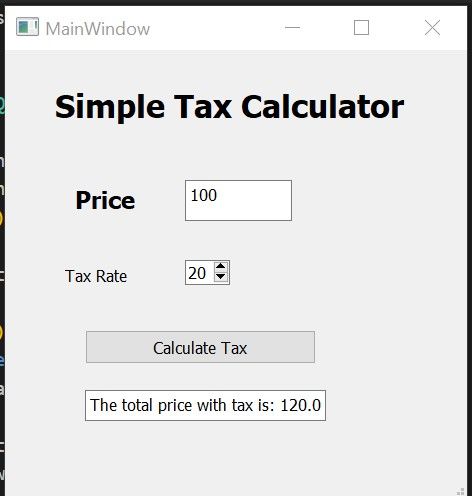 MainWindow
Simple Tax Calculator
Price 100
Tax Rate 20
Calculate Tax
The total price with tax is: 120.0